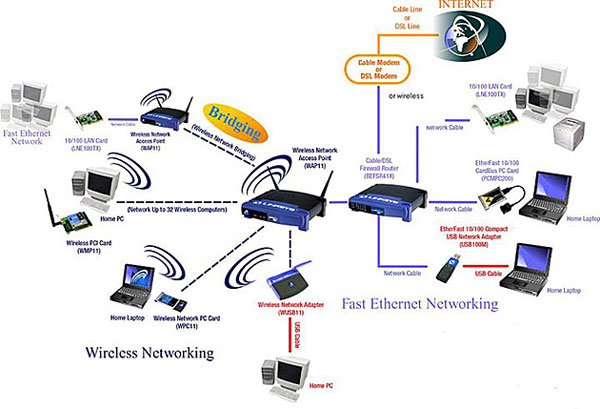 INTERNET
Cable Line
or
DSL Line
Cable Modem
or
DSL Modem
or wireless
10/100 LAN Card
(LNE100TX)
Network Cable
Fast Ethernet
Network
10/100 LAN Card
(LNE100TX)
Network Cable
Wireless Network
Access Point
(WAP11)
Bridging
(Wireless Network Bridging)
Wireless Network
Access Point
(WAP11)
Cable/DSL
Firewall Router
(BEFSR41X)
EtherFast 10/100
CardBus PC Card
(PCMPC200)
Network Cable
Home Laptop
Home PC
(Network Up to 32 Wireless Computers)
Wireless PCI Card
(WMP11)
LINKSYS
EtherFast 10/100 Compact
USB Network Adapter
(USB100M)
Network Cable
USB Cable
Home Laptop
Home Laptop
Wireless Network PC Card
(WPC11)
Wireless Network Adapter
(WUSB11)
Fast Ethernet Networking
USB Cable
Wireless Networking
Home PC